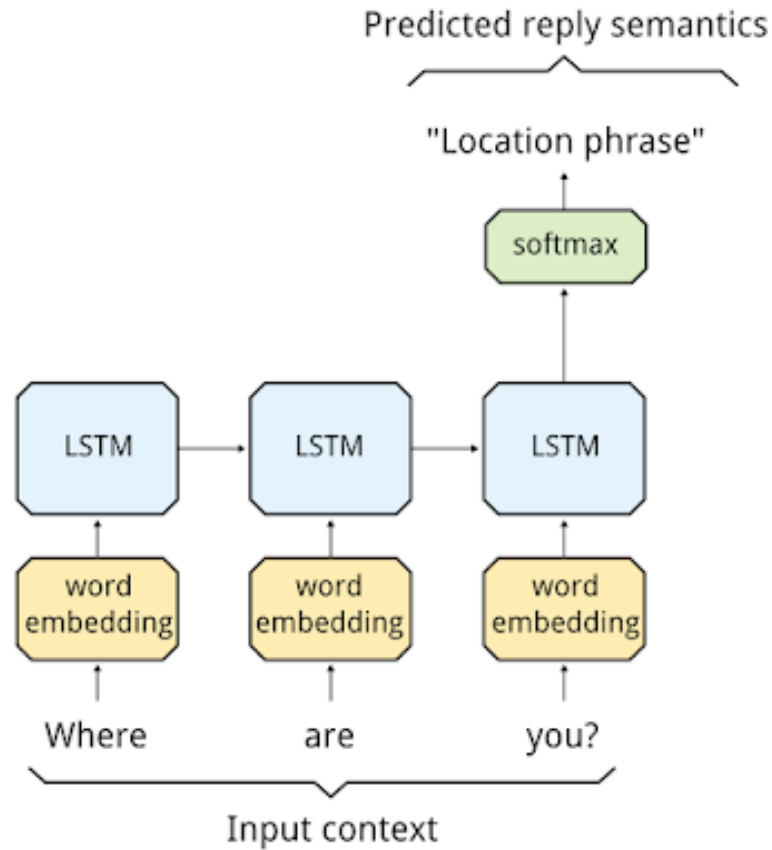 Predicted reply semantics
"Location phrase"
softmax
LSTM LSTM LSTM
word word word
embedding embedding embedding
Where are you?
Input context